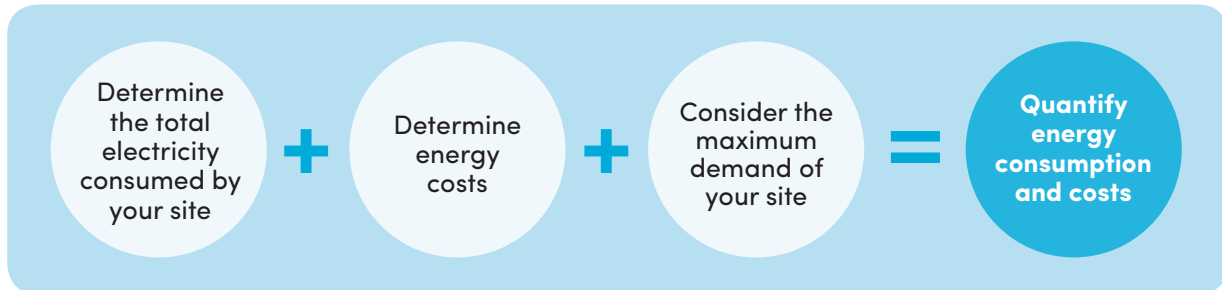 Determine
the total
electricity
consumed by
your site
+
Determine
energy
costs
+
Consider the
maximum
demand of
your site
=
Quantify
energy
consumption
and costs